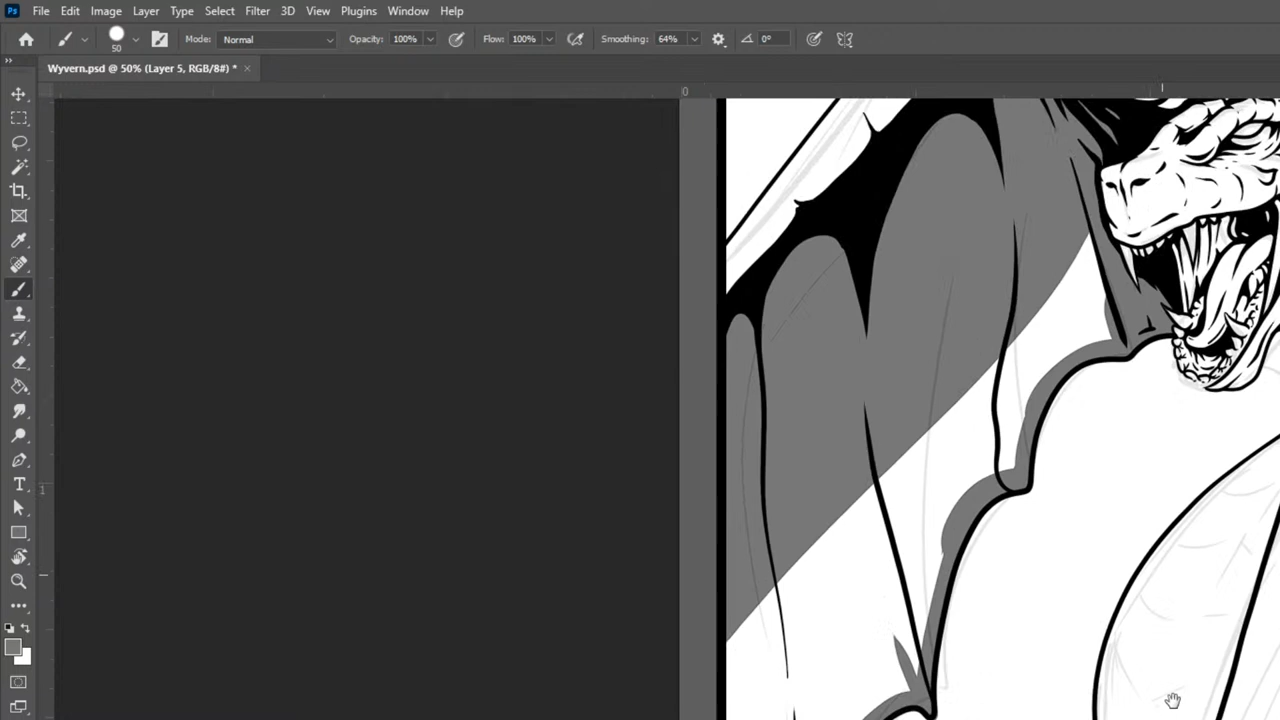 Ps File Edit Image Layer Type Select Filter 3D View Plugins Window Help
50 Mode: Normal Opacity: 100% Flow: 100% Smoothing: 64% 0°
Wyvern.psd @ 50% (Layer 5, RGB/8#) * ×
0
1
T